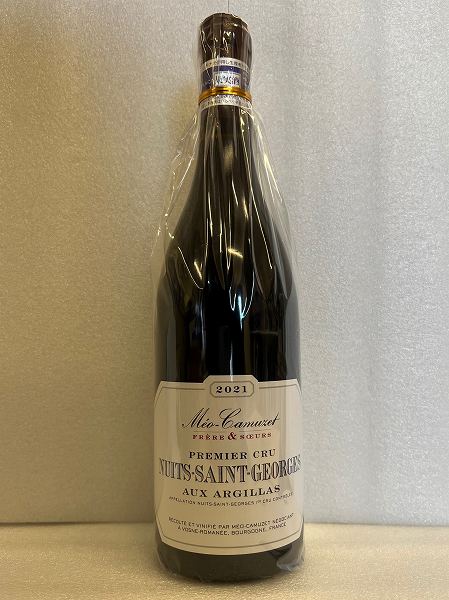 2021
Méo-Camuzet
FRÈRE & SŒURS
PREMIER CRU
NUITS-SAINT-GEORGES
AUX ARGILLAS
APPELLATION NUITS-SAINT-GEORGES 1ER CRU CONTRÔLÉE
RÉCOLTÉ ET VINIFIÉ PAR MÉO-CAMUZET NÉGOCIANT
À VOSNE-ROMANÉE, BOURGOGNE, FRANCE